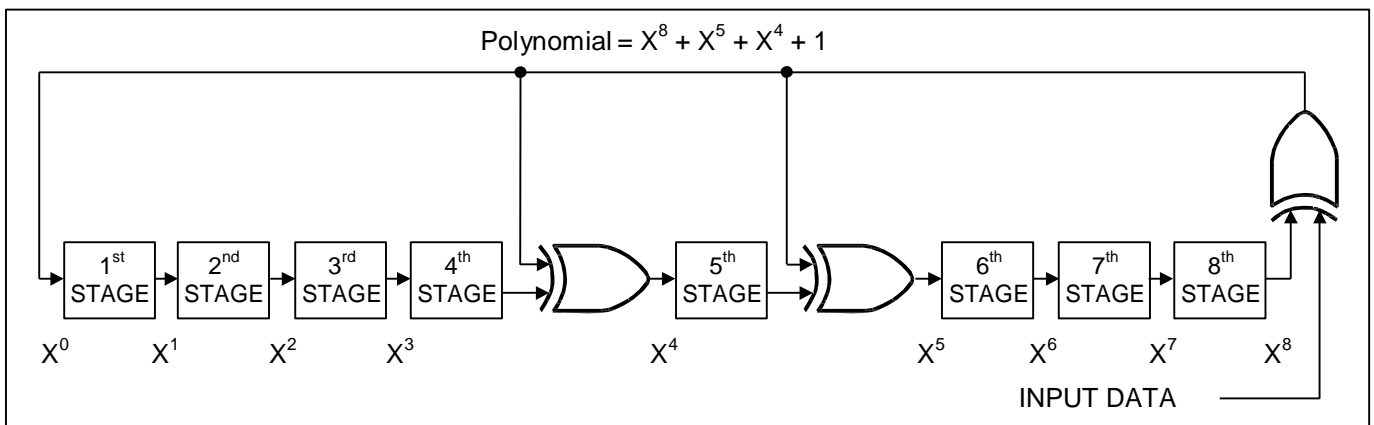 Polynomial = X⁸ + X⁵ + X⁴ + 1
1st STAGE
2nd STAGE
3rd STAGE
4th STAGE
5th STAGE
6th STAGE
7th STAGE
8th STAGE
X⁰ X¹ X² X³ X⁴ X⁵ X⁶ X⁷ X⁸
INPUT DATA